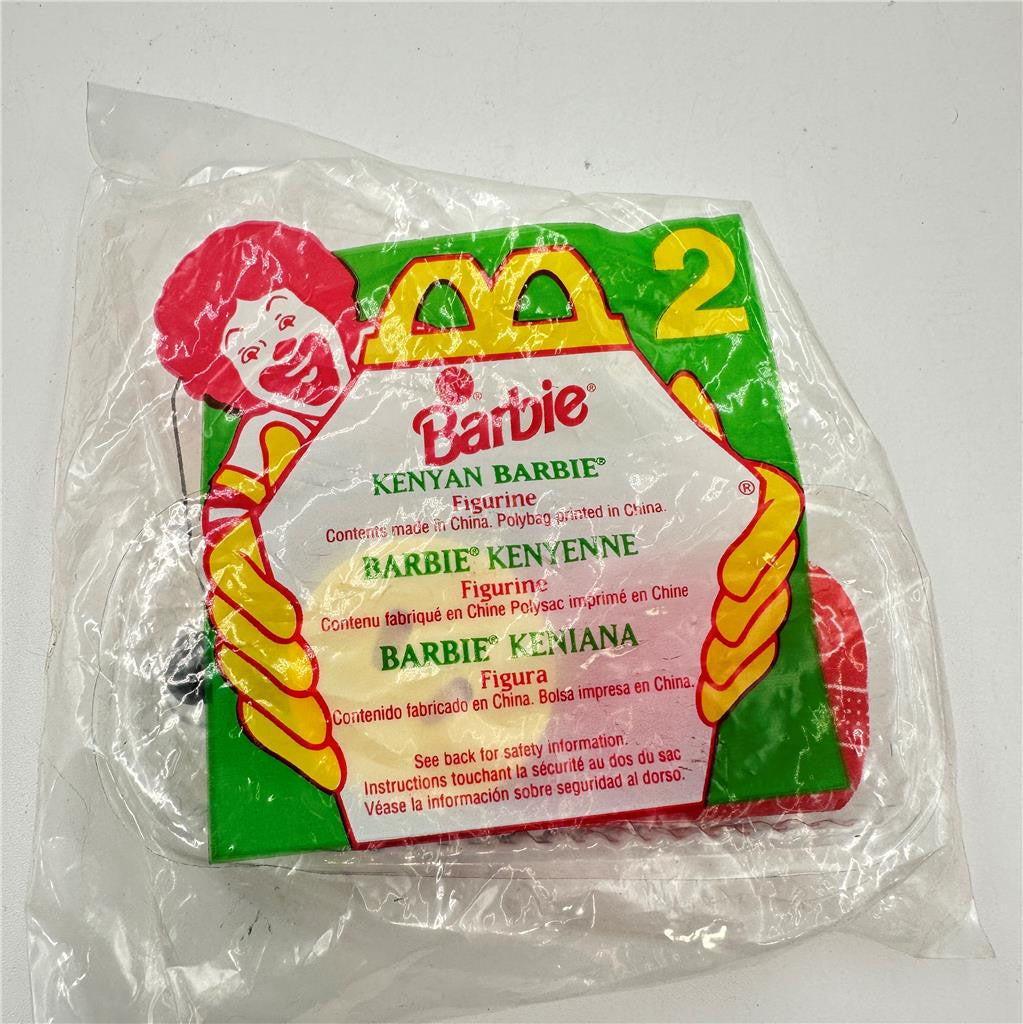 2
Barbie®
KENYAN BARBIE®
Figurine
Contents made in China. Polybag printed in China.
®
BARBIE® KENYENNE
Figurine
Contenu fabriqué en Chine Polysac imprimé en Chine
BARBIE® KENIANA
Figura
Contenido fabricado en China. Bolsa impresa en China.
See back for safety information.
Instructions touchant la sécurité au dos du sac
Véase la información sobre seguridad al dorso.